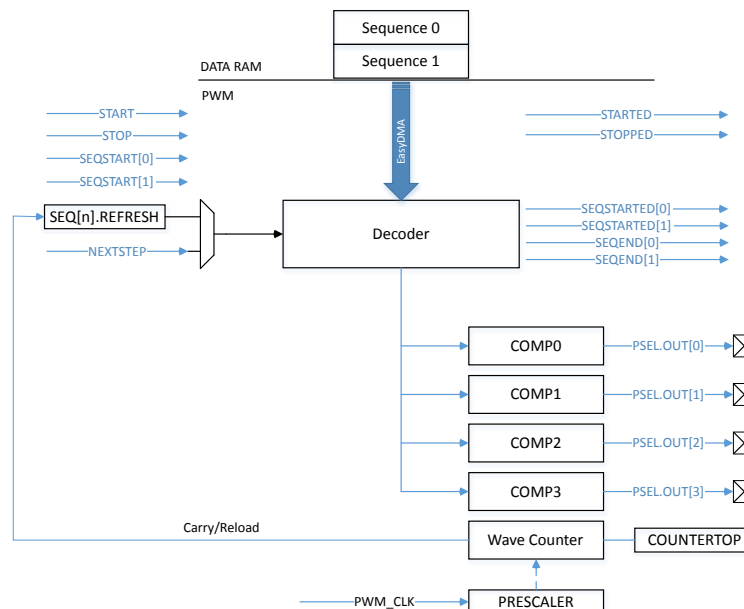 Sequence 0
Sequence 1
DATA RAM
PWM
START
STOP
SEQSTART[0]
SEQSTART[1]
EasyDMA
STARTED
STOPPED
SEQ[n].REFRESH
NEXTSTEP
Decoder
SEQSTARTED[0]
SEQSTARTED[1]
SEQEND[0]
SEQEND[1]
COMP0
PSEL.OUT[0]
COMP1
PSEL.OUT[1]
COMP2
PSEL.OUT[2]
COMP3
PSEL.OUT[3]
Carry/Reload
Wave Counter
COUNTERTOP
PWM_CLK
PRESCALER